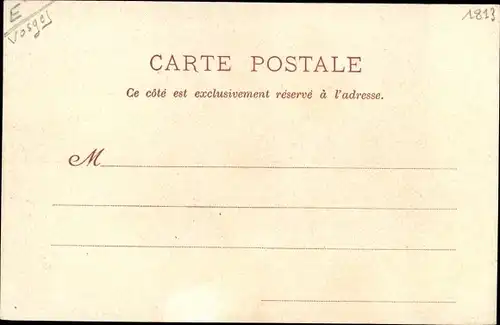 E
Vosges
1813
CARTE POSTALE
Ce côté est exclusivement réservé à l'adresse.
M